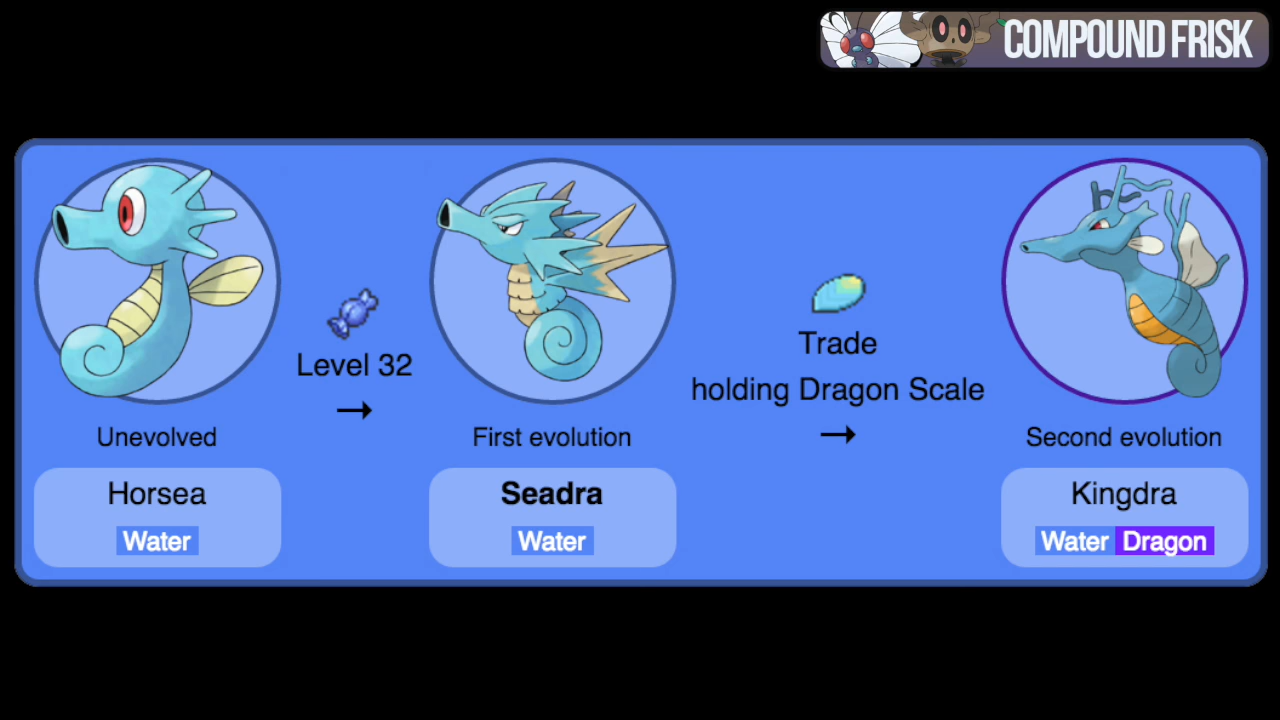 COMPOUND FRISK
Level 32
→
Trade
holding Dragon Scale
→
Unevolved
First evolution
Second evolution
Horsea
Seadra
Kingdra
Water
Water
Water Dragon